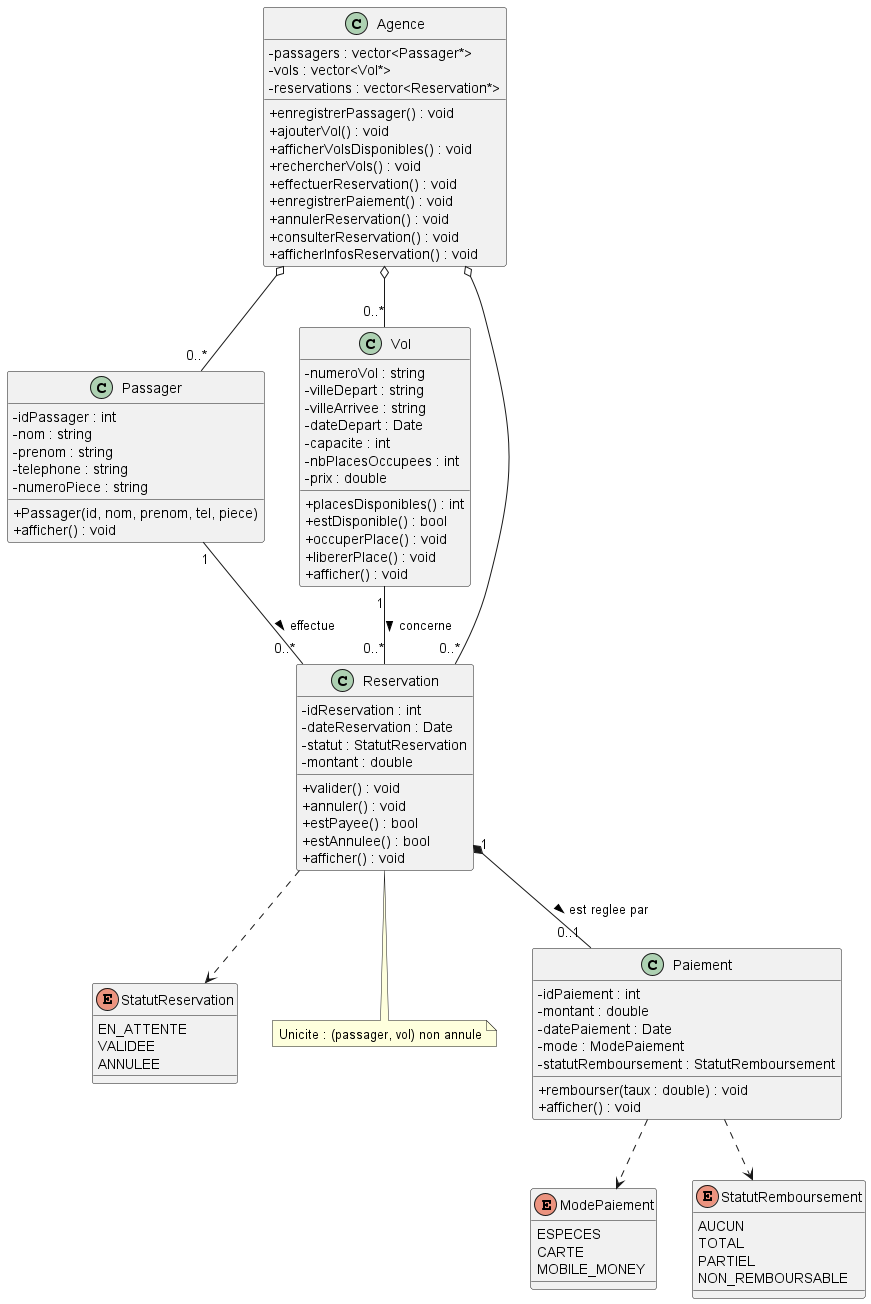 C Agence
-passagers : vector<Passager*>
-vols : vector<Vol*>
-reservations : vector<Reservation*>
+enregistrerPassager() : void
+ajouterVol() : void
+afficherVolsDisponibles() : void
+rechercherVols() : void
+effectuerReservation() : void
+enregistrerPaiement() : void
+annulerReservation() : void
+consulterReservation() : void
+afficherInfosReservation() : void
0..*
0..*
C Passager
-idPassager : int
-nom : string
-prenom : string
-telephone : string
-numeroPiece : string
+Passager(id, nom, prenom, tel, piece)
+afficher() : void
C Vol
-numeroVol : string
-villeDepart : string
-villeArrivee : string
-dateDepart : Date
-capacite : int
-nbPlacesOccupees : int
-prix : double
+placesDisponibles() : int
+estDisponible() : bool
+occuperPlace() : void
+libererPlace() : void
+afficher() : void
1
1
effectue
concerne
0..*
0..*
0..*
C Reservation
-idReservation : int
-dateReservation : Date
-statut : StatutReservation
-montant : double
+valider() : void
+annuler() : void
+estPayee() : bool
+estAnnulee() : bool
+afficher() : void
1
est reglee par
0..1
E StatutReservation
EN_ATTENTE
VALIDEE
ANNULEE
Unicite : (passager, vol) non annule
C Paiement
-idPaiement : int
-montant : double
-datePaiement : Date
-mode : ModePaiement
-statutRemboursement : StatutRemboursement
+rembourser(taux : double) : void
+afficher() : void
E ModePaiement
ESPECES
CARTE
MOBILE_MONEY
E StatutRemboursement
AUCUN
TOTAL
PARTIEL
NON_REMBOURSABLE